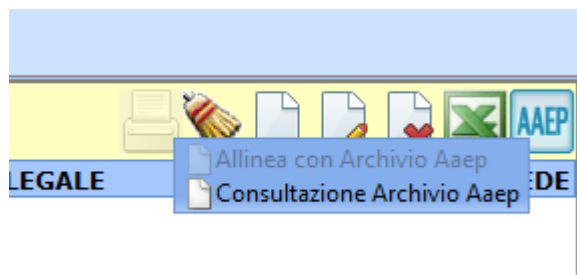 AAEP
Allinea con Archivio Aaep
LEGALE
Consultazione Archivio Aaep
EDE